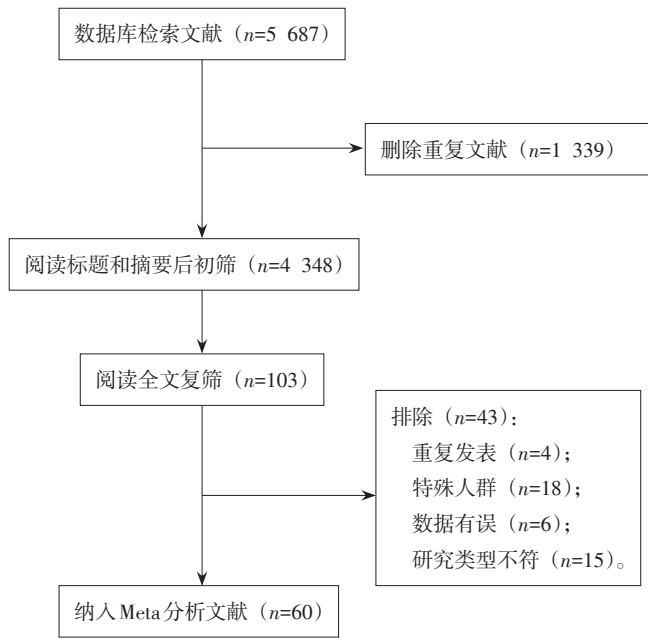 数据库检索文献（n=5 687）
删除重复文献（n=1 339）
阅读标题和摘要后初筛（n=4 348）
阅读全文复筛（n=103）
排除（n=43）：
重复发表（n=4）；
特殊人群（n=18）；
数据有误（n=6）；
研究类型不符（n=15）。
纳入Meta分析文献（n=60）